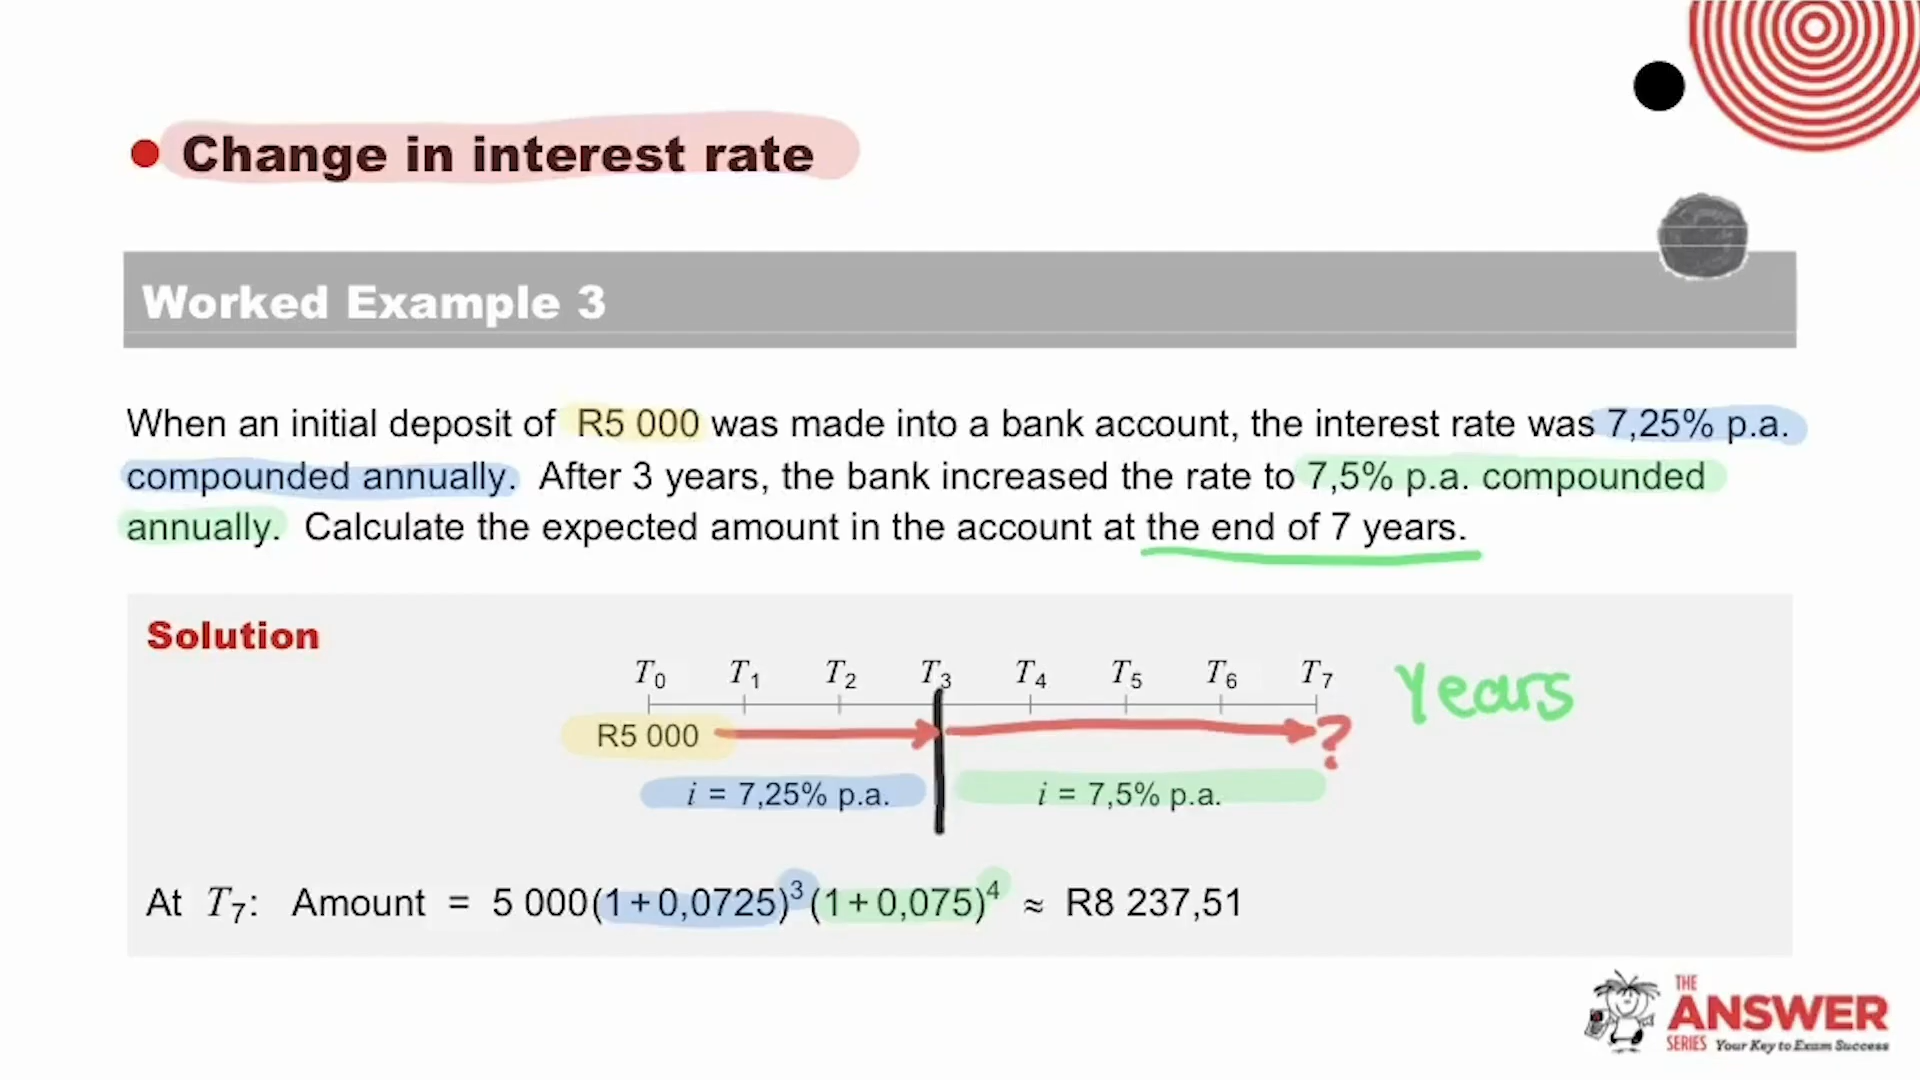 Change in interest rate
Worked Example 3
When an initial deposit of R5 000 was made into a bank account, the interest rate was 7,25% p.a.
compounded annually. After 3 years, the bank increased the rate to 7,5% p.a. compounded
annually. Calculate the expected amount in the account at the end of 7 years.
Solution
T₀ T₁ T₂ T₃ T₄ T₅ T₆ T₇ Years
R5 000 ?
i = 7,25% p.a. i = 7,5% p.a.
At T₇: Amount = 5 000(1+0,0725)³(1+0,075)⁴ ≈ R8 237,51
THE
ANSWER
SERIES Your Key to Exam Success